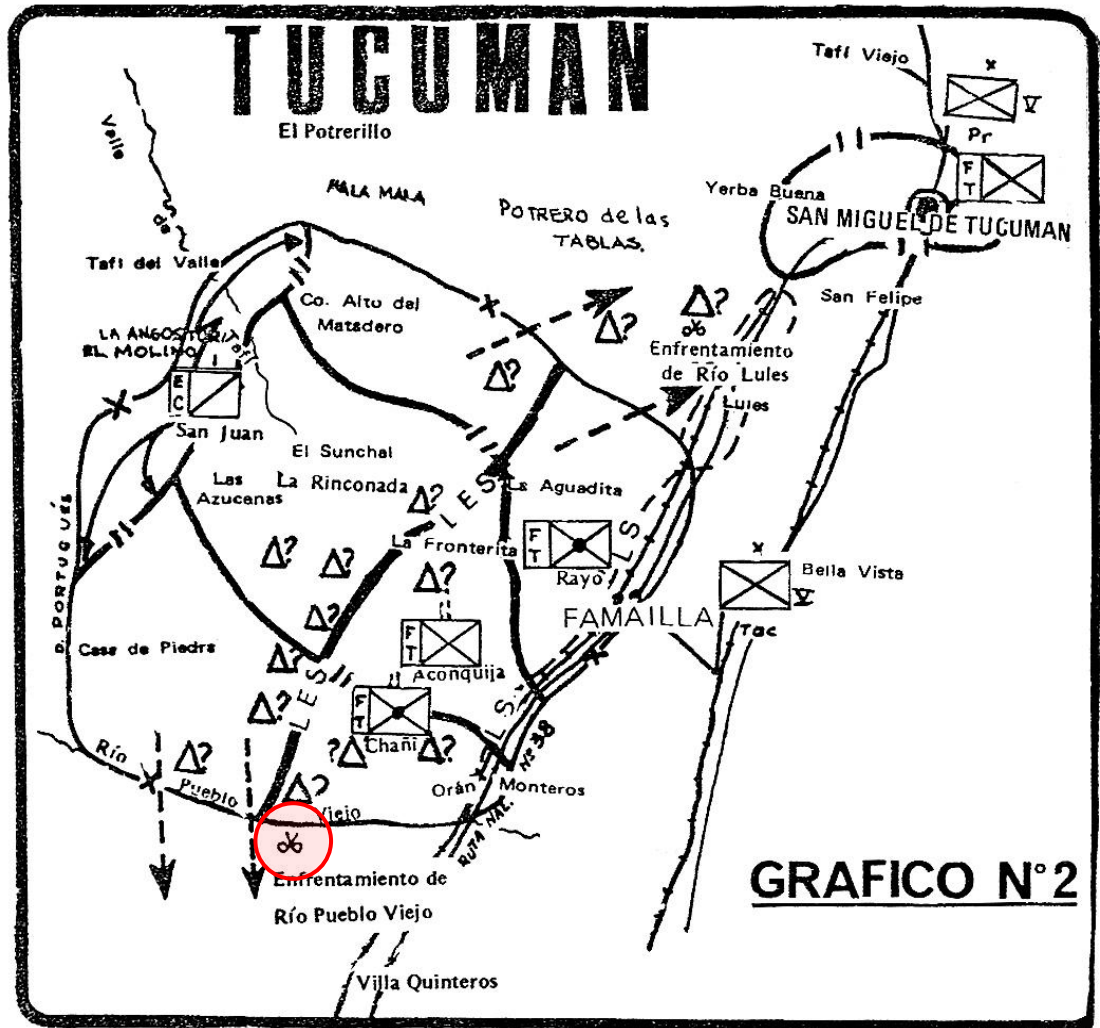 TUCUMAN
Tafí Viejo
V
El Potrerillo
Pr
F T
MALA MALA
Yerba Buena
POTRERO de las
TABLAS.
SAN MIGUEL DE TUCUMAN
Valle de
Tafí del Valle
Co. Alto del
Matadero
San Felipe
Δ?
Δ?
LA ANGOSTURA
EL MOLINO
Tafí
Enfrentamiento
de Río Lules
Lules
Δ?
E C
San Juan
El Sunchal
Las
Azucenas
La Rinconada
LES
La Aguadita
Δ?
La Fronterita
F T
Rayo
LS
Δ?
Δ?
Δ?
Bella Vista
V
Tac
P. PORTUGUÉS
Δ?
FAMAILLA
Casa de Piedra
F T
Aconquija
Δ?
LES
F T
Chañi
LS
Δ?
Río
Pueblo
Viejo
Δ?
?Δ
Δ?
Δ?
Orán
Monteros
RUTA NAL. Nº 38
GRAFICO N° 2
Enfrentamiento de
Río Pueblo Viejo
Villa Quinteros